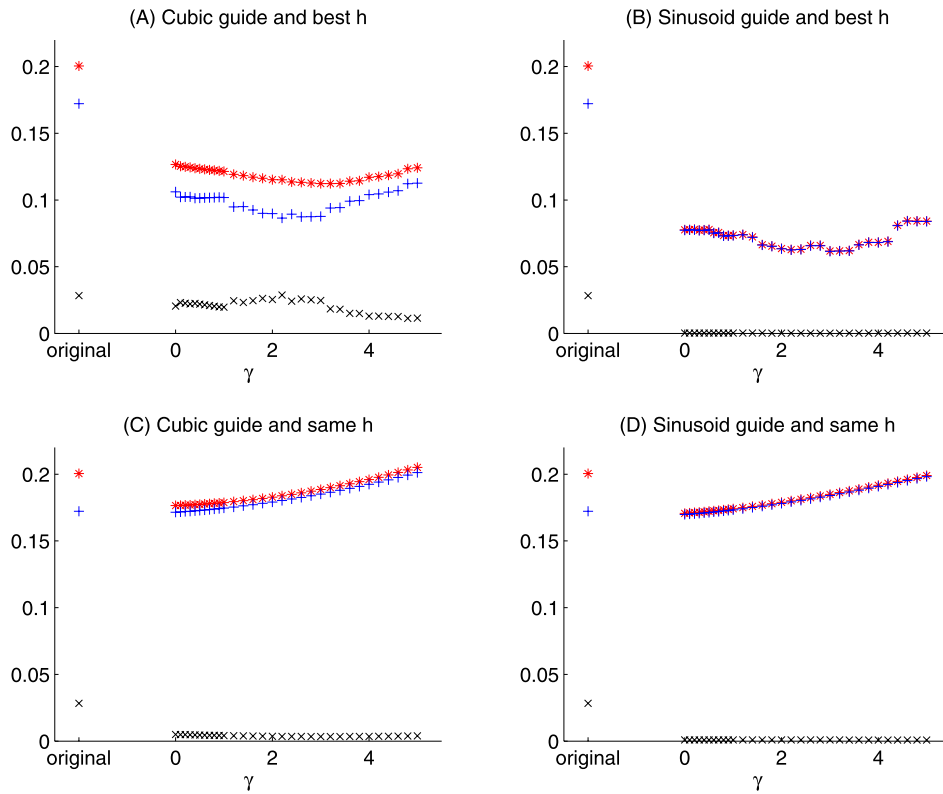 (A) Cubic guide and best h
0.2
0.15
0.1
0.05
0
original 0 2 4
γ
(B) Sinusoid guide and best h
0.2
0.15
0.1
0.05
0
original 0 2 4
γ
(C) Cubic guide and same h
0.2
0.15
0.1
0.05
0
original 0 2 4
γ
(D) Sinusoid guide and same h
0.2
0.15
0.1
0.05
0
original 0 2 4
γ